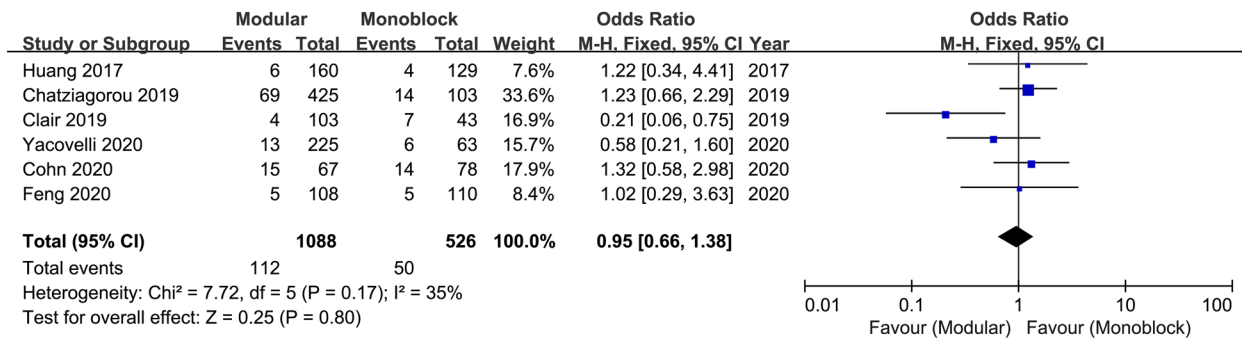 Modular Monoblock Odds Ratio Odds Ratio
Study or Subgroup Events Total Events Total Weight M-H, Fixed, 95% CI Year M-H, Fixed, 95% CI
Huang 2017 6 160 4 129 7.6% 1.22 [0.34, 4.41] 2017
Chatziagorou 2019 69 425 14 103 33.6% 1.23 [0.66, 2.29] 2019
Clair 2019 4 103 7 43 16.9% 0.21 [0.06, 0.75] 2019
Yacovelli 2020 13 225 6 63 15.7% 0.58 [0.21, 1.60] 2020
Cohn 2020 15 67 14 78 17.9% 1.32 [0.58, 2.98] 2020
Feng 2020 5 108 5 110 8.4% 1.02 [0.29, 3.63] 2020
Total (95% CI) 1088 526 100.0% 0.95 [0.66, 1.38]
Total events 112 50
Heterogeneity: Chi² = 7.72, df = 5 (P = 0.17); I² = 35%
Test for overall effect: Z = 0.25 (P = 0.80)
0.01 0.1 1 10 100
Favour (Modular) Favour (Monoblock)